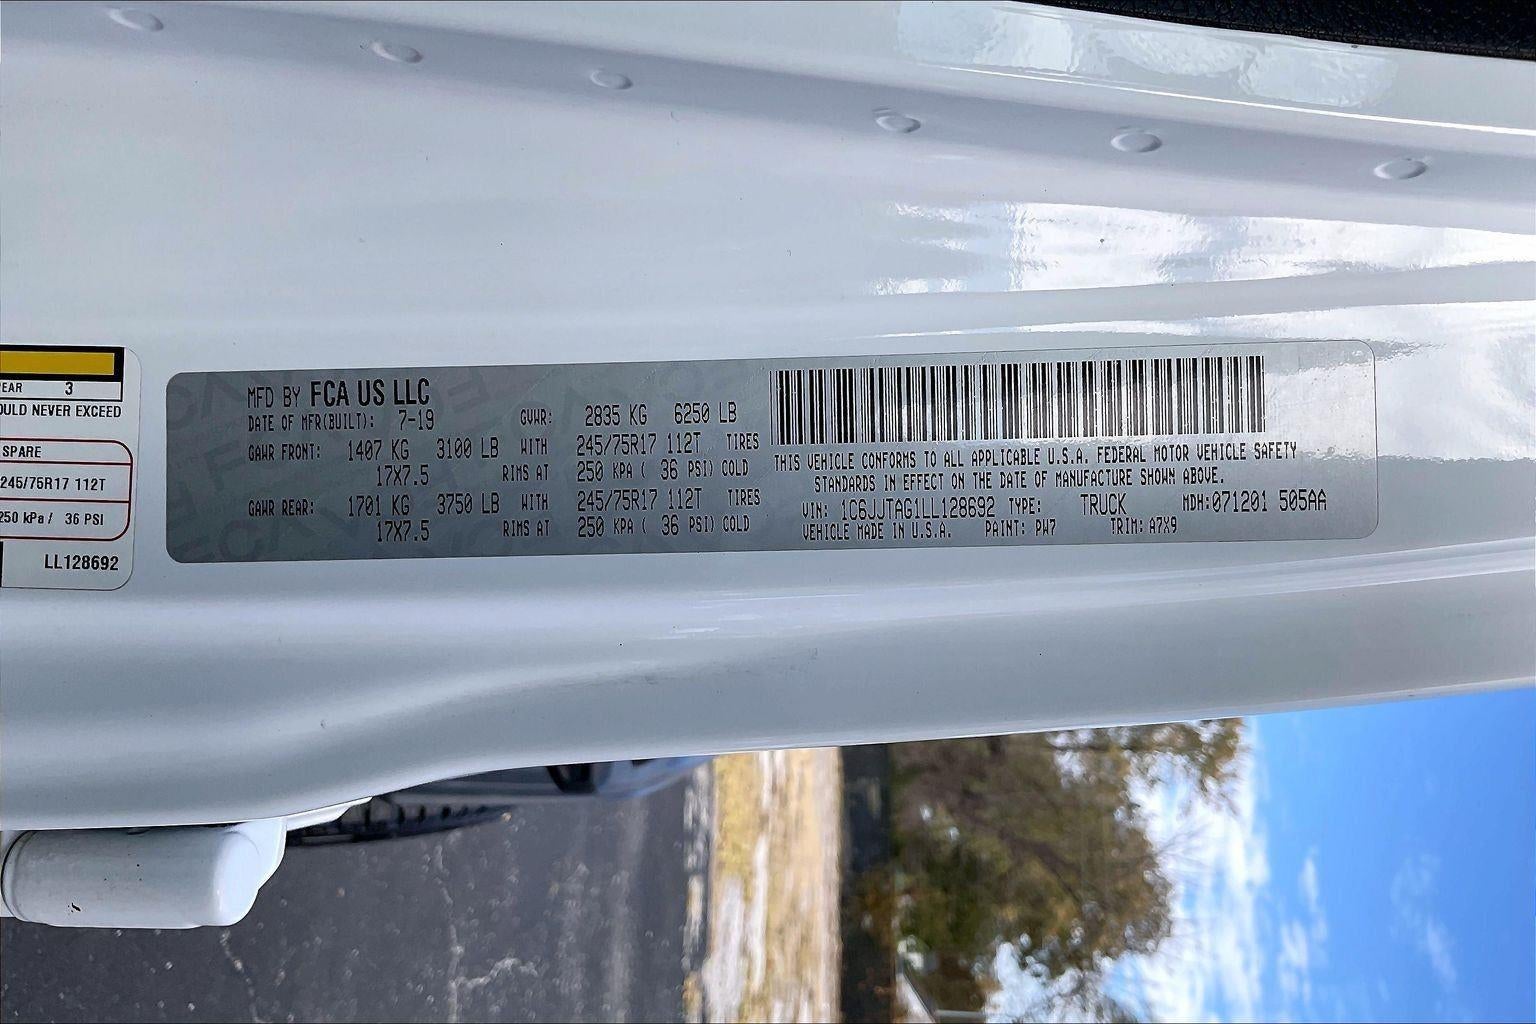 EAR 3
OULD NEVER EXCEED
SPARE
245/75R17 112T
250 kPa / 36 PSI
LL128692
MFD BY FCA US LLC
DATE OF MFR(BUILT): 7-19 GVWR: 2835 KG 6250 LB
GAWR FRONT: 1407 KG 3100 LB WITH 245/75R17 112T TIRES
17X7.5 RIMS AT 250 KPA ( 36 PSI) COLD
GAWR REAR: 1701 KG 3750 LB WITH 245/75R17 112T TIRES
17X7.5 RIMS AT 250 KPA ( 36 PSI) COLD
THIS VEHICLE CONFORMS TO ALL APPLICABLE U.S.A. FEDERAL MOTOR VEHICLE SAFETY
STANDARDS IN EFFECT ON THE DATE OF MANUFACTURE SHOWN ABOVE.
VIN: 1C6JJTAG1LL128692 TYPE: TRUCK MDH:071201 505AA
VEHICLE MADE IN U.S.A. PAINT: PW7 TRIM: A7X9